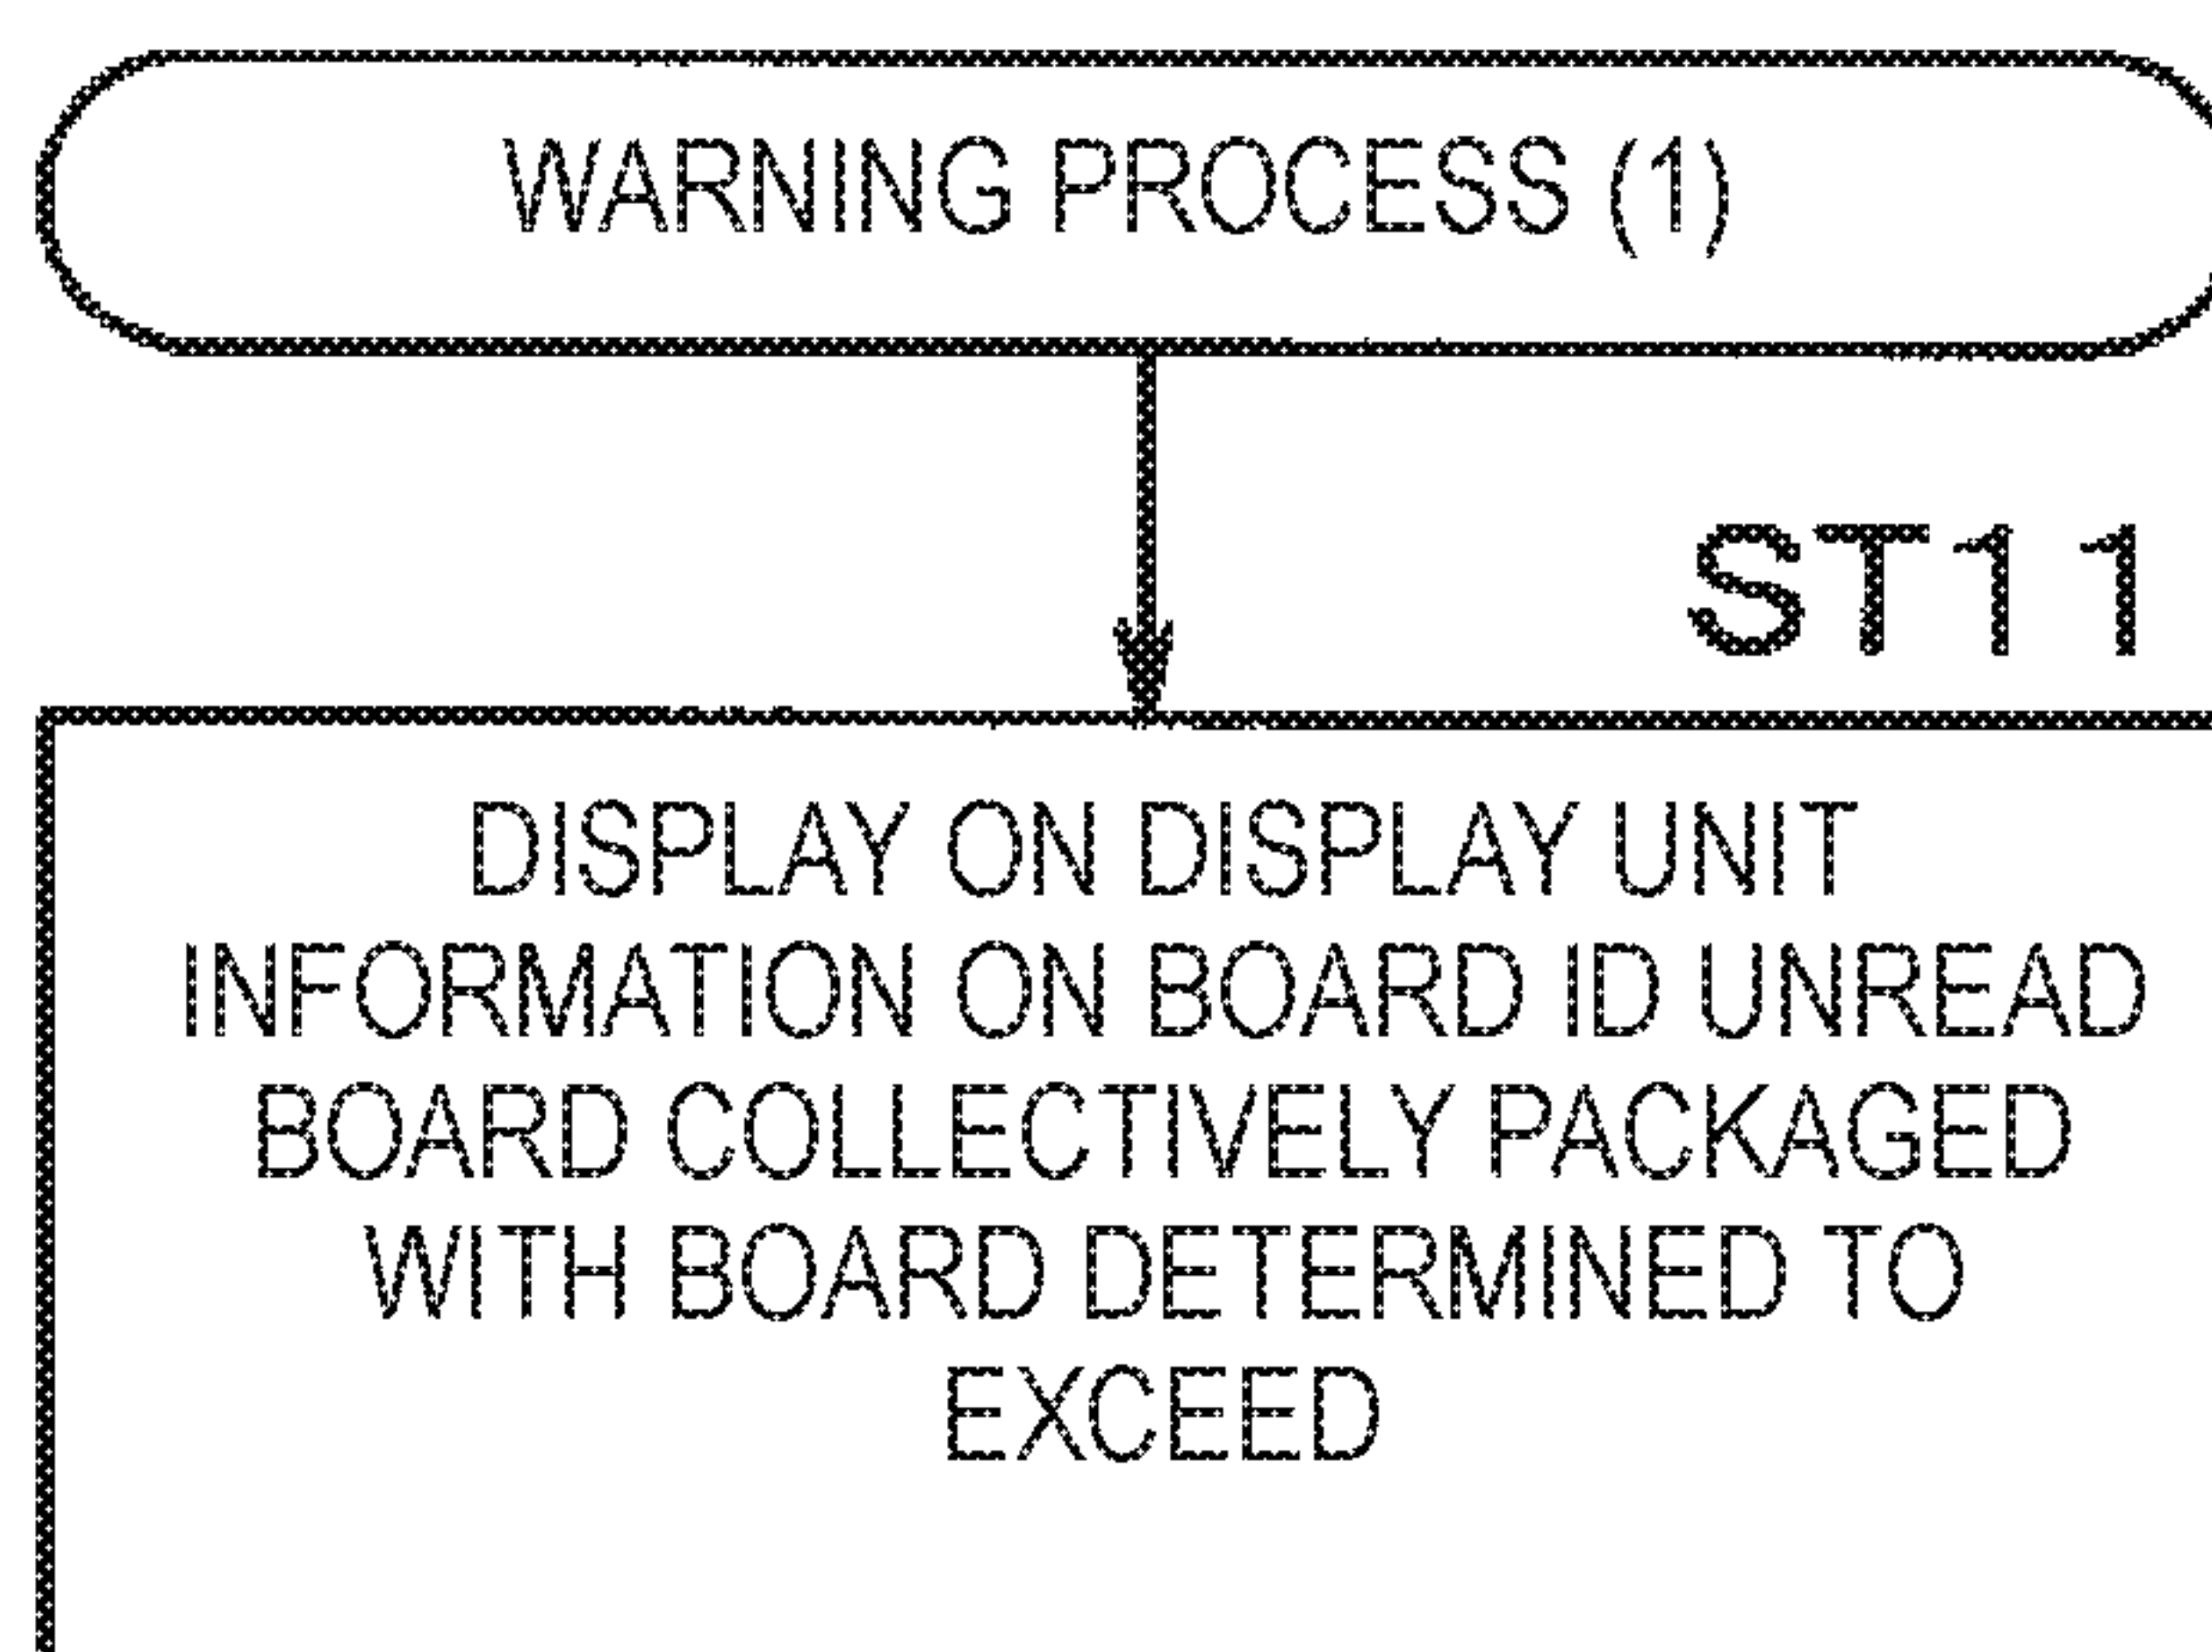 WARNING PROCESS (1)
ST11
DISPLAY ON DISPLAY UNIT
INFORMATION ON BOARD ID UNREAD
BOARD COLLECTIVELY PACKAGED
WITH BOARD DETERMINED TO
EXCEED